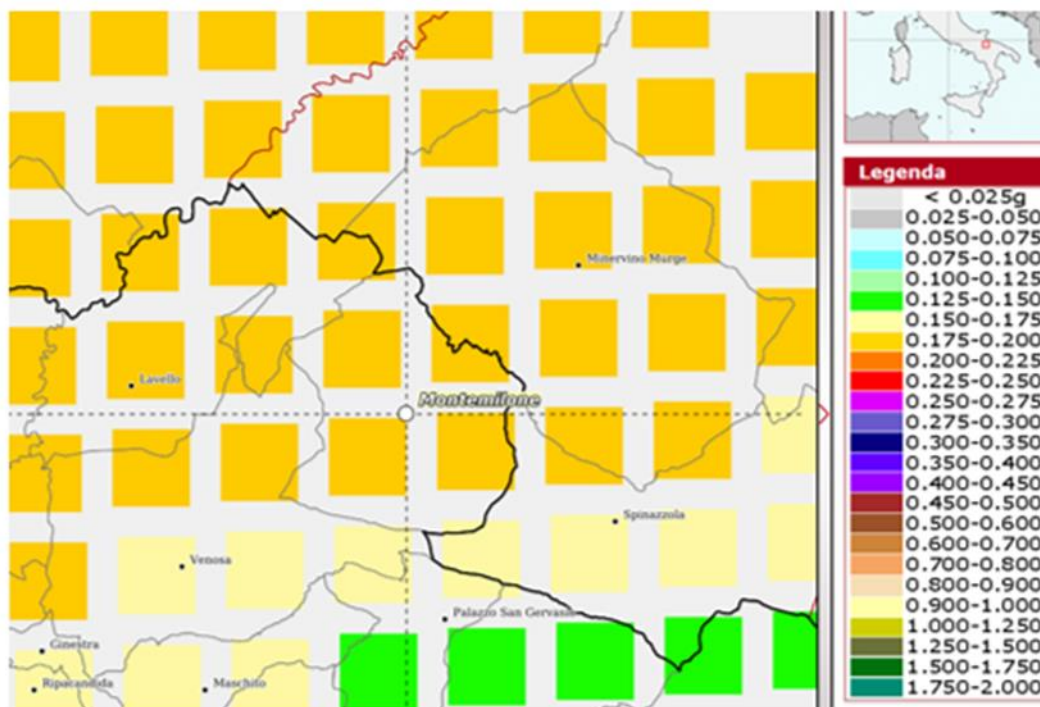 Minervino Murge
Lavello
Montemilone
Spinazzola
Venosa
Palazzo San Gervasio
Ginestra
Ripacandida
Maschito
Legenda
< 0.025g
0.025-0.050
0.050-0.075
0.075-0.100
0.100-0.125
0.125-0.150
0.150-0.175
0.175-0.200
0.200-0.225
0.225-0.250
0.250-0.275
0.275-0.300
0.300-0.350
0.350-0.400
0.400-0.450
0.450-0.500
0.500-0.600
0.600-0.700
0.700-0.800
0.800-0.900
0.900-1.000
1.000-1.250
1.250-1.500
1.500-1.750
1.750-2.000